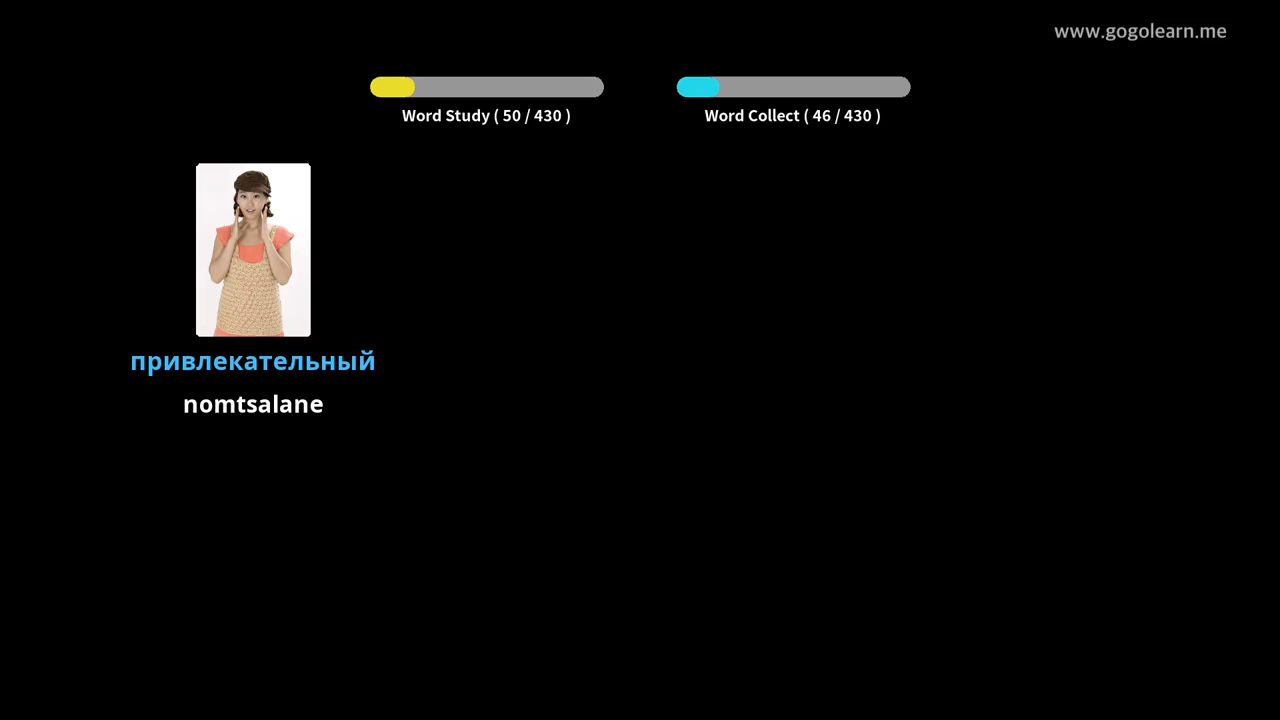 www.gogolearn.me
Word Study ( 50 / 430 )
Word Collect ( 46 / 430 )
привлекательный
nomtsalane